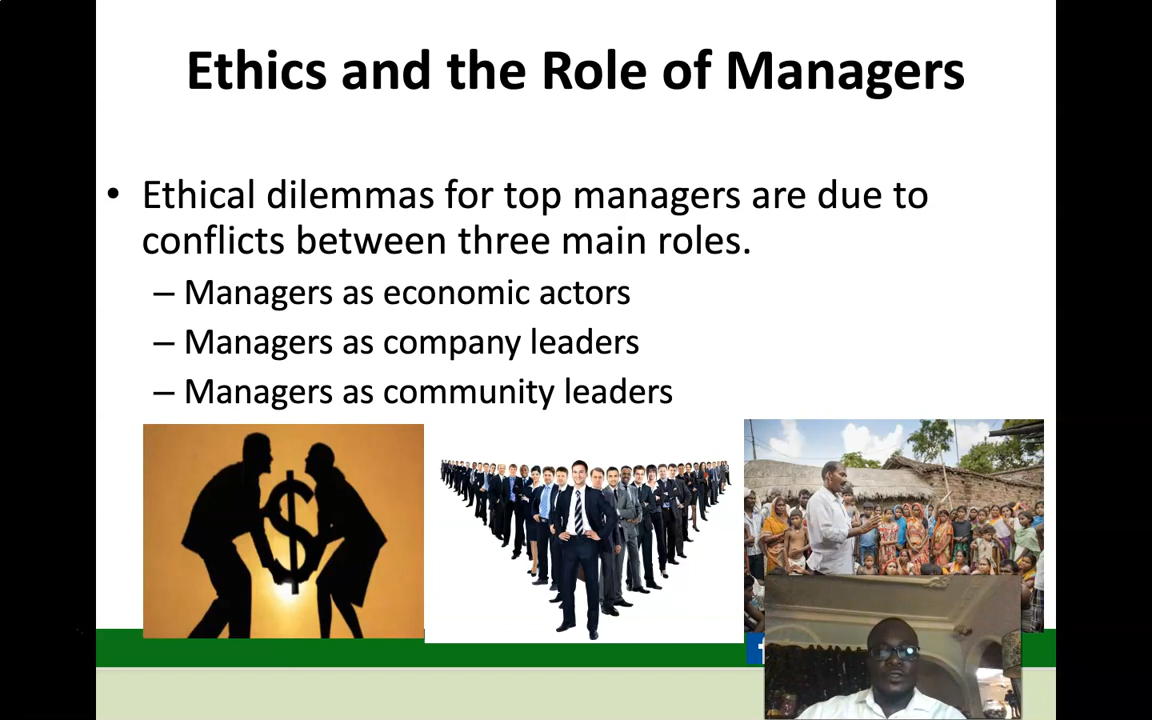 Ethics and the Role of Managers
• Ethical dilemmas for top managers are due to
conflicts between three main roles.
– Managers as economic actors
– Managers as company leaders
– Managers as community leaders
$
f